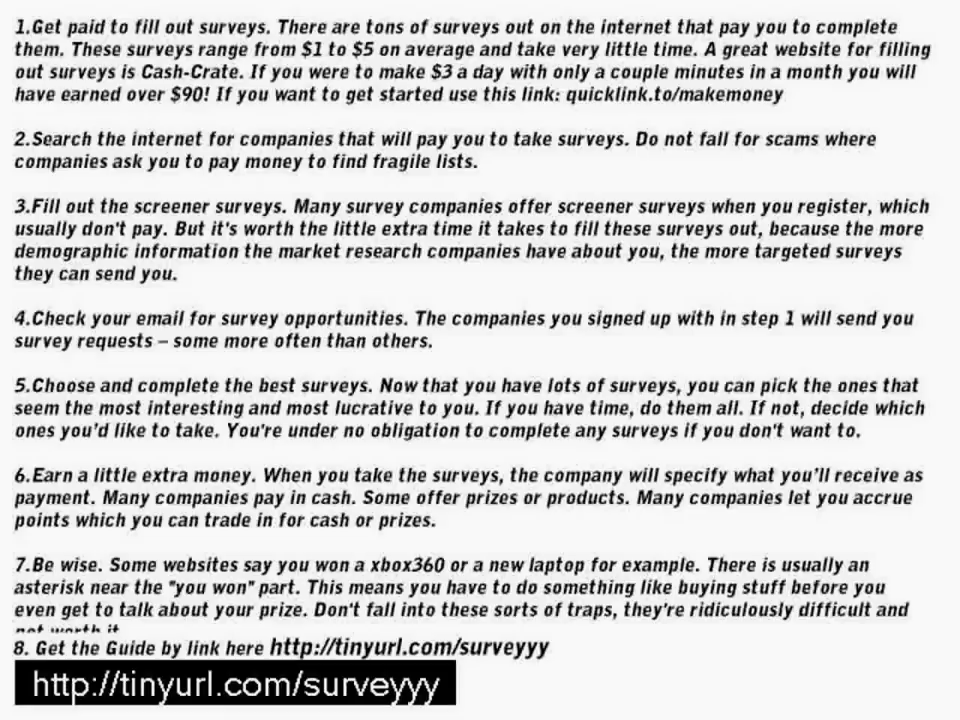 1.Get paid to fill out surveys. There are tons of surveys out on the internet that pay you to complete
them. These surveys range from $1 to $5 on average and take very little time. A great website for filling
out surveys is Cash-Crate. If you were to make $3 a day with only a couple minutes in a month you will
have earned over $90! If you want to get started use this link: quicklink.to/makemoney
2.Search the internet for companies that will pay you to take surveys. Do not fall for scams where
companies ask you to pay money to find fragile lists.
3.Fill out the screener surveys. Many survey companies offer screener surveys when you register, which
usually don't pay. But it's worth the little extra time it takes to fill these surveys out, because the more
demographic information the market research companies have about you, the more targeted surveys
they can send you.
4.Check your email for survey opportunities. The companies you signed up with in step 1 will send you
survey requests – some more often than others.
5.Choose and complete the best surveys. Now that you have lots of surveys, you can pick the ones that
seem the most interesting and most lucrative to you. If you have time, do them all. If not, decide which
ones you'd like to take. You're under no obligation to complete any surveys if you don't want to.
6.Earn a little extra money. When you take the surveys, the company will specify what you'll receive as
payment. Many companies pay in cash. Some offer prizes or products. Many companies let you accrue
points which you can trade in for cash or prizes.
7.Be wise. Some websites say you won a xbox360 or a new laptop for example. There is usually an
asterisk near the "you won" part. This means you have to do something like buying stuff before you
even get to talk about your prize. Don't fall into these sorts of traps, they're ridiculously difficult and
not worth it
8. Get the Guide by link here http://tinyurl.com/surveyyy
http://tinyurl.com/surveyyy